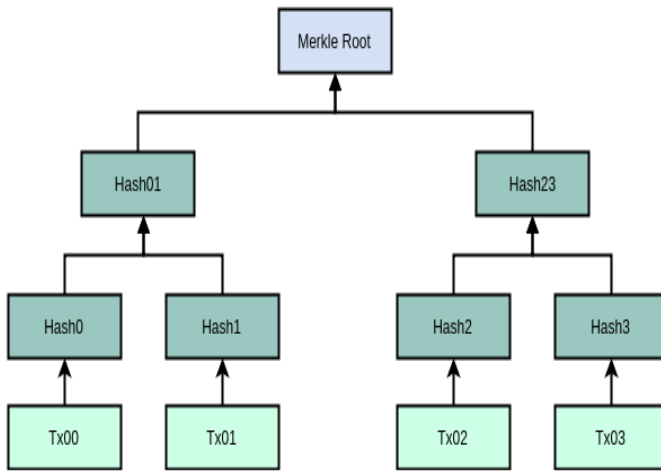 Merkle Root
Hash01
Hash23
Hash0
Hash1
Hash2
Hash3
Tx00
Tx01
Tx02
Tx03